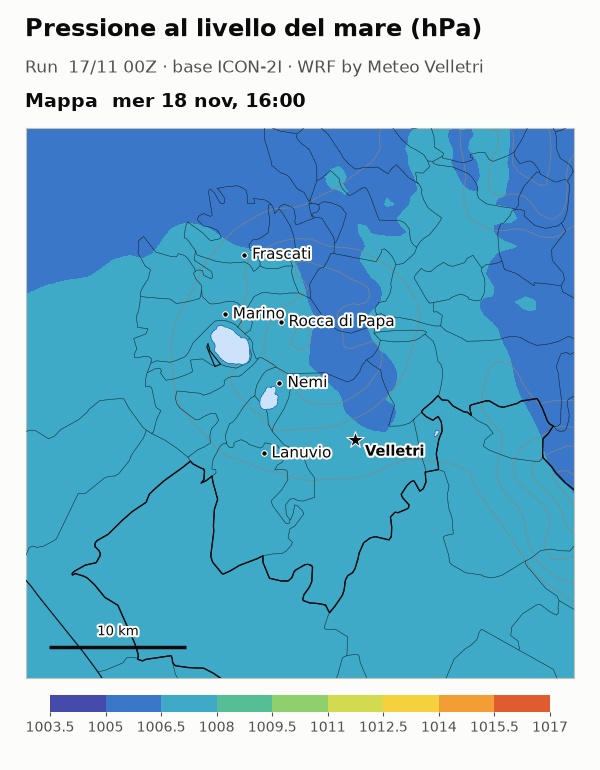 Pressione al livello del mare (hPa)
Run  17/11 00Z · base ICON-2I · WRF by Meteo Velletri
Mappa  mer 18 nov, 16:00
Frascati
Marino
Rocca di Papa
Nemi
Velletri
Lanuvio
10 km
1003.5 1005 1006.5 1008 1009.5 1011 1012.5 1014 1015.5 1017